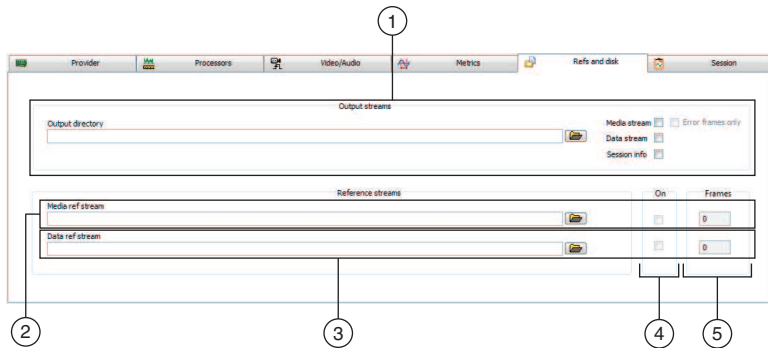 1
Provider
Processors
Video/Audio
Metrics
Refs and disk
Session
Output streams
Output directory
Media stream
Error frames only
Data stream
Session info
Reference streams
On
Frames
Media ref stream
0
Data ref stream
0
2
3
4
5